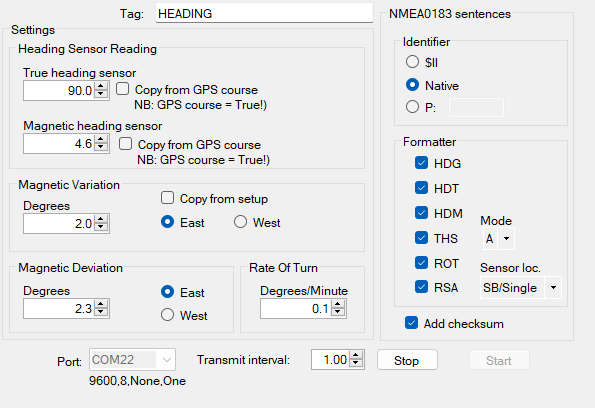 Tag: HEADING
Settings
Heading Sensor Reading
True heading sensor
90.0 Copy from GPS course
NB: GPS course = True!)
Magnetic heading sensor
4.6 Copy from GPS course
NB: GPS course = True!)
Magnetic Variation
Degrees
2.0
Copy from setup
East West
Magnetic Deviation
Degrees
2.3
East
West
Rate Of Turn
Degrees/Minute
0.1
NMEA0183 sentences
Identifier
$II
Native
P:
Formatter
HDG
HDT
HDM
THS
ROT
RSA
Mode
A
Sensor loc.
SB/Single
Add checksum
Port: COM22
9600,8,None,One
Transmit interval: 1.00 Stop Start